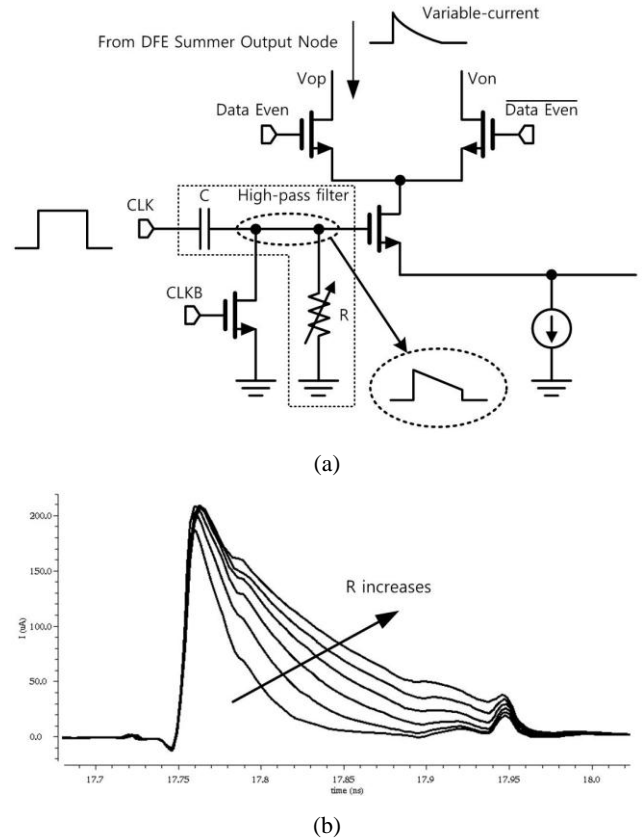 Variable-current
From DFE Summer Output Node
Vop
Von
Data Even
Data Even
C
High-pass filter
CLK
CLKB
R
(a)
200.0
150.0
100.0
50.0
0.0
I (uA)
R increases
17.7
17.75
17.8
17.85
17.9
17.95
18.0
time (ns)
(b)